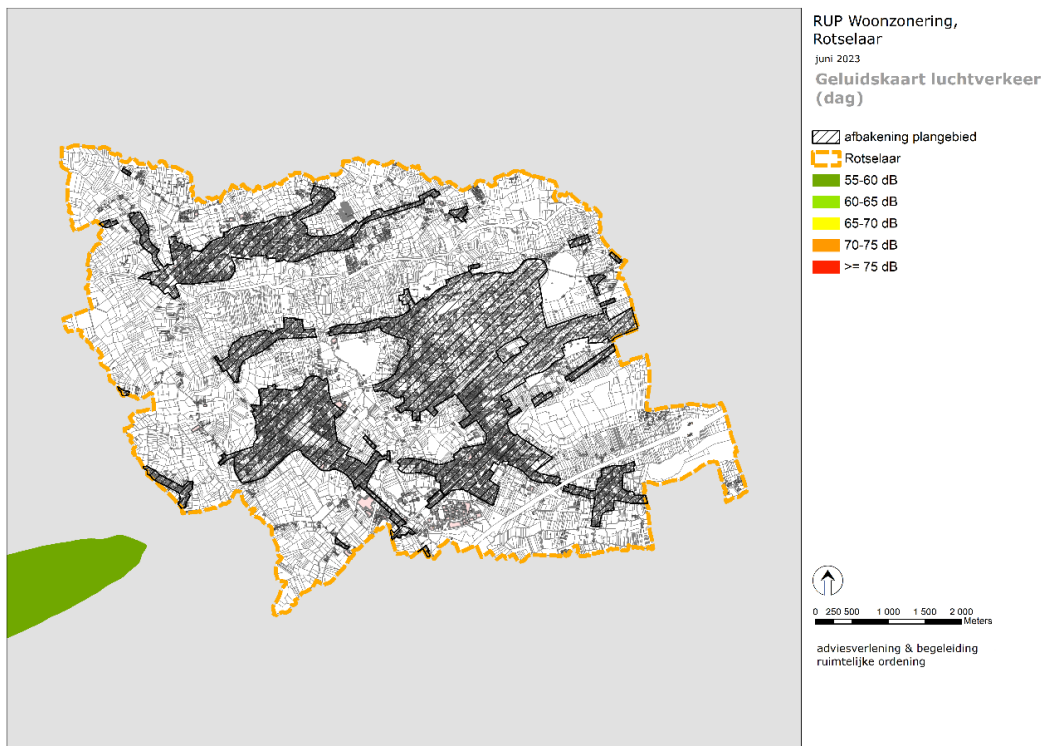 RUP Woonzonering,
Rotselaar
juni 2023
Geluidskaart luchtverkeer
(dag)
afbakening plangebied
Rotselaar
55-60 dB
60-65 dB
65-70 dB
70-75 dB
>= 75 dB
0 250 500 1 000 1 500 2 000
Meters
adviesverlening & begeleiding
ruimtelijke ordening